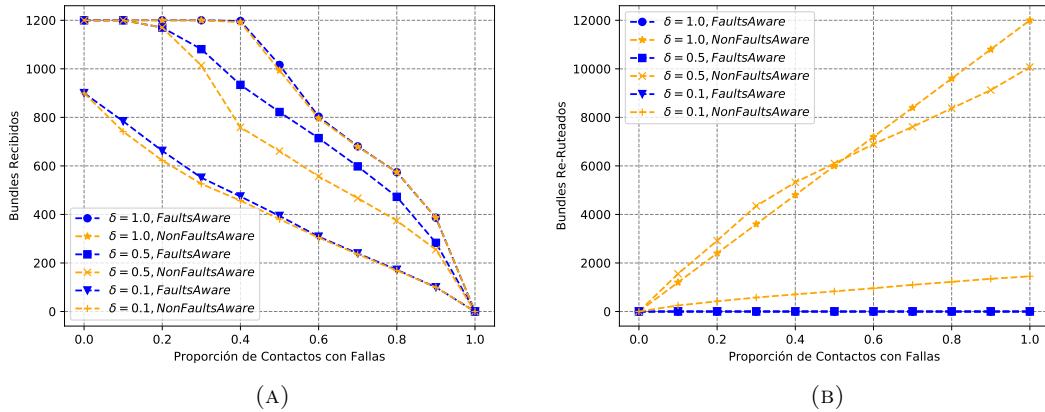 1200
1000
800
600
400
200
0
Bundles Recibidos
δ = 1.0, FaultsAware
δ = 1.0, NonFaultsAware
δ = 0.5, FaultsAware
δ = 0.5, NonFaultsAware
δ = 0.1, FaultsAware
δ = 0.1, NonFaultsAware
0.0 0.2 0.4 0.6 0.8 1.0
Proporción de Contactos con Fallas
(A)
12000
10000
8000
6000
4000
2000
0
Bundles Re-Ruteados
δ = 1.0, FaultsAware
δ = 1.0, NonFaultsAware
δ = 0.5, FaultsAware
δ = 0.5, NonFaultsAware
δ = 0.1, FaultsAware
δ = 0.1, NonFaultsAware
0.0 0.2 0.4 0.6 0.8 1.0
Proporción de Contactos con Fallas
(B)